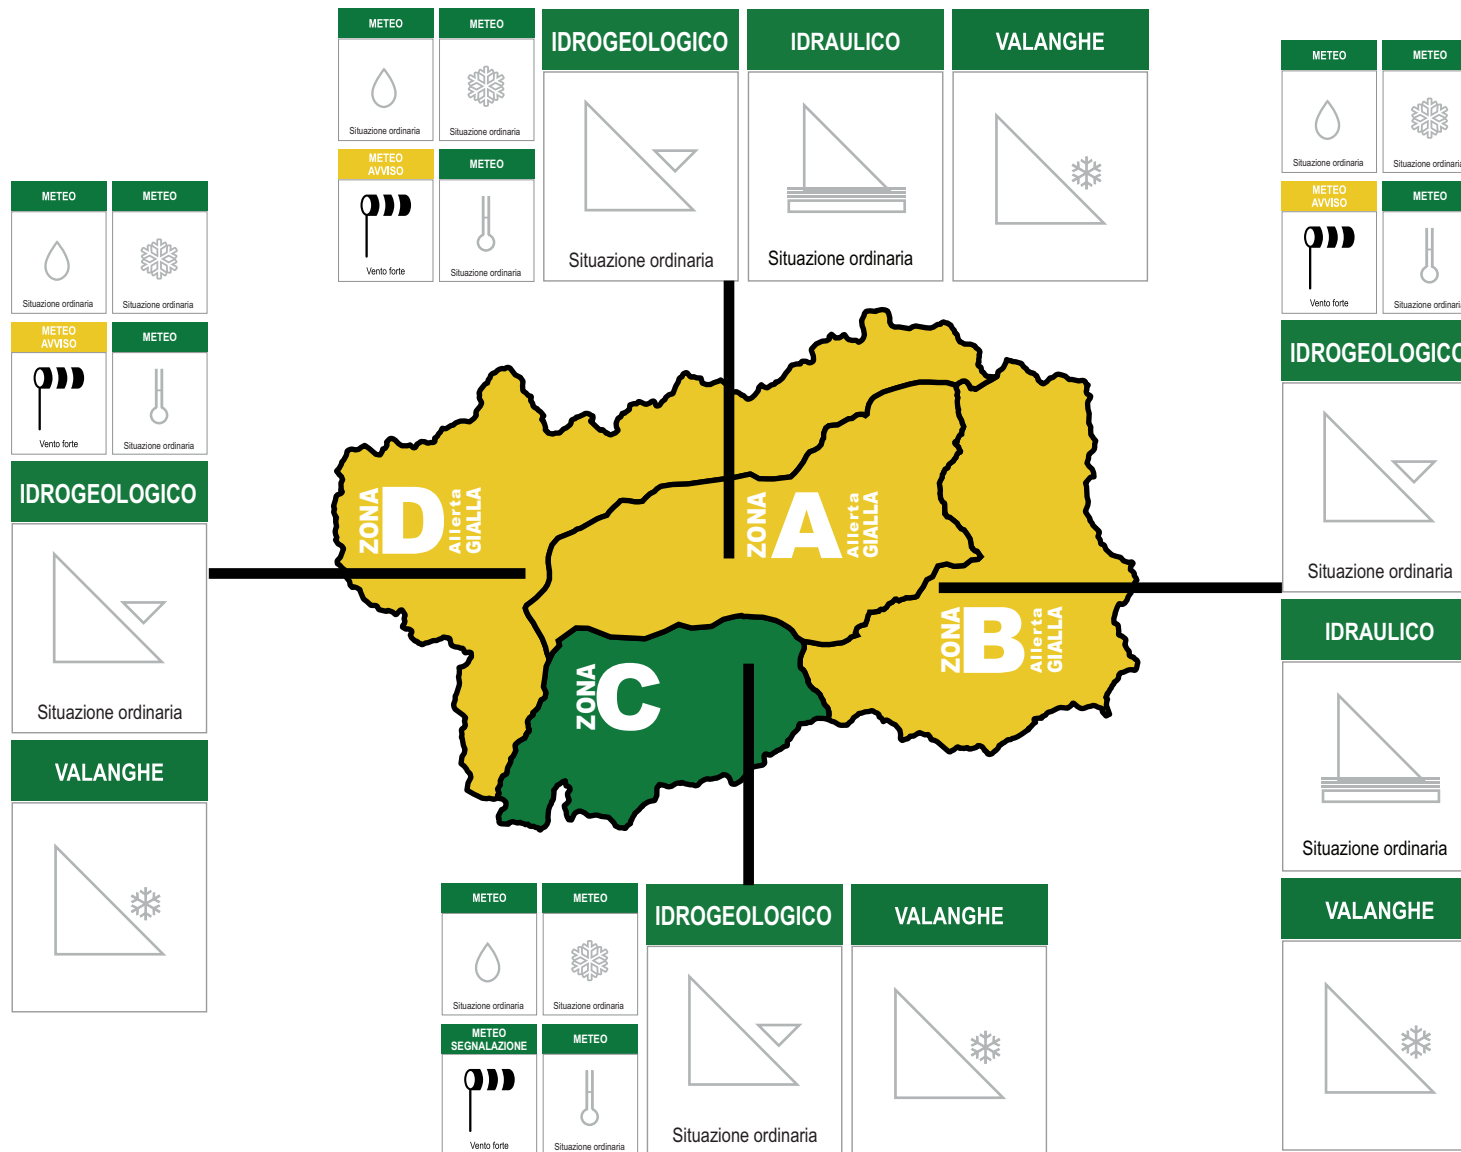 METEO
METEO
Situazione ordinaria
Situazione ordinaria
METEO
AVVISO
METEO
Vento forte
Situazione ordinaria
IDROGEOLOGICO
Situazione ordinaria
IDRAULICO
Situazione ordinaria
VALANGHE
METEO
METEO
Situazione ordinaria
Situazione ordinaria
METEO
AVVISO
METEO
Vento forte
Situazione ordinaria
IDROGEOLOGICO
Situazione ordinaria
VALANGHE
METEO
METEO
Situazione ordinaria
Situazione ordinaria
METEO
AVVISO
METEO
Vento forte
Situazione ordinaria
IDROGEOLOGICO
Situazione ordinaria
IDRAULICO
Situazione ordinaria
VALANGHE
ZONA D Allerta GIALLA
ZONA A Allerta GIALLA
ZONA B Allerta GIALLA
ZONA C
METEO
METEO
Situazione ordinaria
Situazione ordinaria
METEO
SEGNALAZIONE
METEO
Vento forte
Situazione ordinaria
IDROGEOLOGICO
Situazione ordinaria
VALANGHE